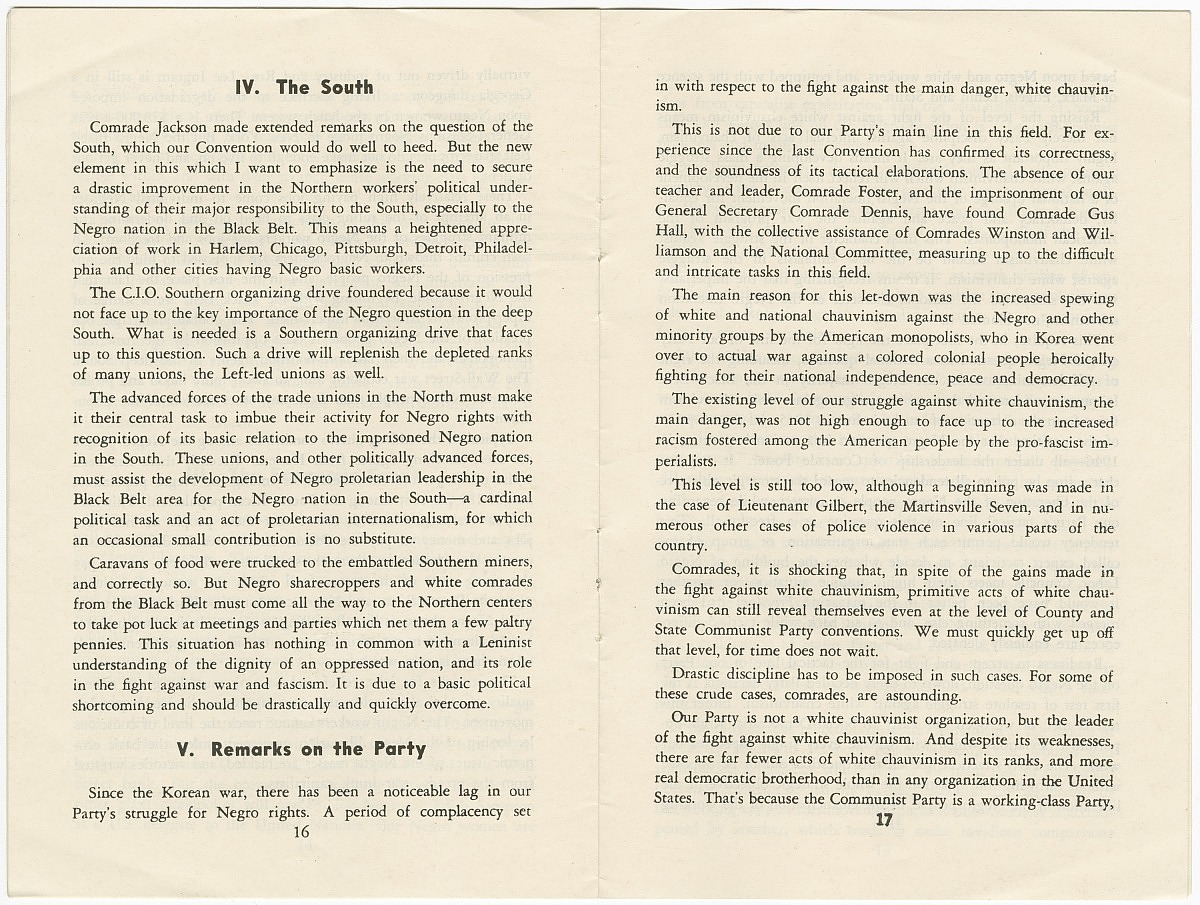 IV. The South
Comrade Jackson made extended remarks on the question of the
South, which our Convention would do well to heed. But the new
element in this which I want to emphasize is the need to secure
a drastic improvement in the Northern workers' political under-
standing of their major responsibility to the South, especially to the
Negro nation in the Black Belt. This means a heightened appre-
ciation of work in Harlem, Chicago, Pittsburgh, Detroit, Philadel-
phia and other cities having Negro basic workers.
The C.I.O. Southern organizing drive foundered because it would
not face up to the key importance of the Negro question in the deep
South. What is needed is a Southern organizing drive that faces
up to this question. Such a drive will replenish the depleted ranks
of many unions, the Left-led unions as well.
The advanced forces of the trade unions in the North must make
it their central task to imbue their activity for Negro rights with
recognition of its basic relation to the imprisoned Negro nation
in the South. These unions, and other politically advanced forces,
must assist the development of Negro proletarian leadership in the
Black Belt area for the Negro nation in the South—a cardinal
political task and an act of proletarian internationalism, for which
an occasional small contribution is no substitute.
Caravans of food were trucked to the embattled Southern miners,
and correctly so. But Negro sharecroppers and white comrades
from the Black Belt must come all the way to the Northern centers
to take pot luck at meetings and parties which net them a few paltry
pennies. This situation has nothing in common with a Leninist
understanding of the dignity of an oppressed nation, and its role
in the fight against war and fascism. It is due to a basic political
shortcoming and should be drastically and quickly overcome.
V. Remarks on the Party
Since the Korean war, there has been a noticeable lag in our
Party's struggle for Negro rights. A period of complacency set
16
in with respect to the fight against the main danger, white chauvin-
ism.
This is not due to our Party's main line in this field. For ex-
perience since the last Convention has confirmed its correctness,
and the soundness of its tactical elaborations. The absence of our
teacher and leader, Comrade Foster, and the imprisonment of our
General Secretary Comrade Dennis, have found Comrade Gus
Hall, with the collective assistance of Comrades Winston and Wil-
liamson and the National Committee, measuring up to the difficult
and intricate tasks in this field.
The main reason for this let-down was the increased spewing
of white and national chauvinism against the Negro and other
minority groups by the American monopolists, who in Korea went
over to actual war against a colored colonial people heroically
fighting for their national independence, peace and democracy.
The existing level of our struggle against white chauvinism, the
main danger, was not high enough to face up to the increased
racism fostered among the American people by the pro-fascist im-
perialists.
This level is still too low, although a beginning was made in
the case of Lieutenant Gilbert, the Martinsville Seven, and in nu-
merous other cases of police violence in various parts of the
country.
Comrades, it is shocking that, in spite of the gains made in
the fight against white chauvinism, primitive acts of white chau-
vinism can still reveal themselves even at the level of County and
State Communist Party conventions. We must quickly get up off
that level, for time does not wait.
Drastic discipline has to be imposed in such cases. For some of
these crude cases, comrades, are astounding.
Our Party is not a white chauvinist organization, but the leader
of the fight against white chauvinism. And despite its weaknesses,
there are far fewer acts of white chauvinism in its ranks, and more
real democratic brotherhood, than in any organization in the United
States. That's because the Communist Party is a working-class Party,
17